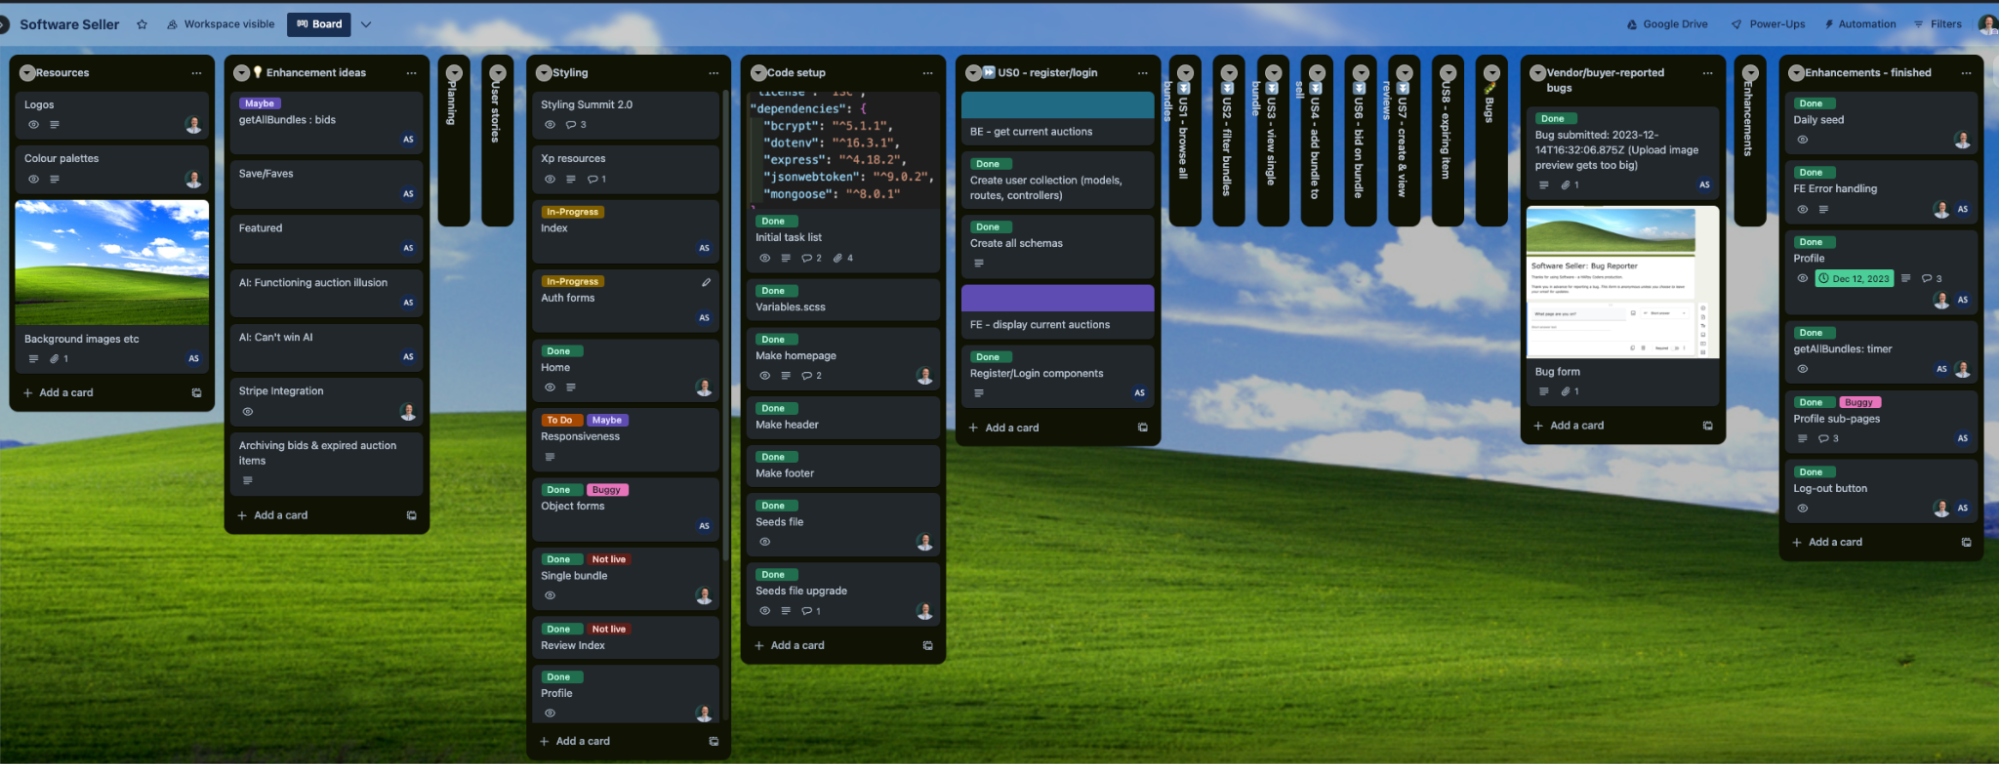 Software Seller
Workspace visible
Board
Google Drive
Power-Ups
Automation
Filters
Resources
Logos
Colour palettes
Background images etc
1
AS
Add a card
Enhancement ideas
Maybe
getAllBundles : bids
AS
Save/Faves
AS
Featured
AS
AI: Functioning auction illusion
AS
AI: Can't win AI
AS
Stripe Integration
Archiving bids & expired auction
items
Add a card
Planning
User stories
Styling
Styling Summit 2.0
3
Xp resources
1
In-Progress
Index
AS
In-Progress
Auth forms
AS
Done
Home
To Do Maybe
Responsiveness
Done Buggy
Object forms
AS
Done Not live
Single bundle
Done Not live
Review Index
Done
Profile
Add a card
Code setup
"license": "ISC",
"dependencies": {
"bcrypt": "^5.1.1",
"dotenv": "^16.3.1",
"express": "^4.18.2",
"jsonwebtoken": "^9.0.2",
"mongoose": "^8.0.1"
}
Done
Initial task list
2 4
Done
Variables.scss
Done
Make homepage
2
Done
Make header
Done
Make footer
Done
Seeds file
Done
Seeds file upgrade
1
Add a card
US0 - register/login
BE - get current auctions
Done
Create user collection (models,
routes, controllers)
Done
Create all schemas
FE - display current auctions
Done
Register/Login components
AS
Add a card
US1 - browse all
bundles
US2 - filter bundles
US3 - view single
bundle
US4 - add bundle to
sell
US6 - bid on bundle
US7 - create & view
reviews
US8 - expiring item
Bugs
Vendor/buyer-reported
bugs
Done
Bug submitted: 2023-12-
14T16:32:06.875Z (Upload image
preview gets too big)
1
AS
Software Seller: Bug Reporter
What page are you on?
Bug form
1
Add a card
Enhancements
Enhancements - finished
Done
Daily seed
Done
FE Error handling
AS
Done
Profile
Dec 12, 2023
3
AS
Done
getAllBundles: timer
AS
Done Buggy
Profile sub-pages
3
AS
Done
Log-out button
AS
Add a card